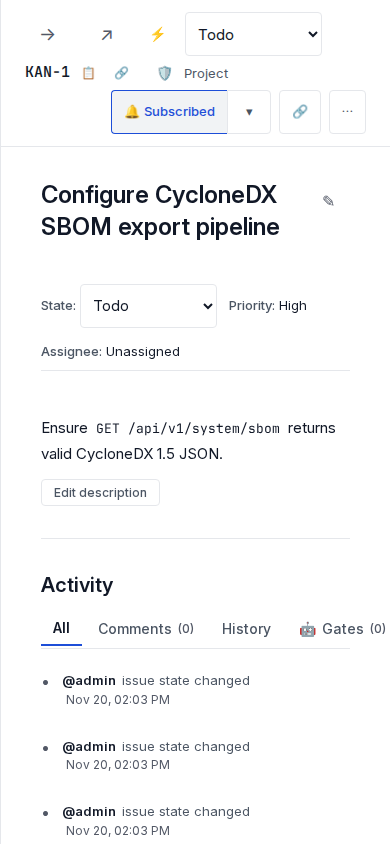 → ↗ ⚡ Todo
KAN-1 📋 🔗 🛡️ Project
🔔 Subscribed ▾ 🔗 ⋯
Configure CycloneDX
SBOM export pipeline ✎
State: Todo Priority: High
Assignee: Unassigned
Ensure GET /api/v1/system/sbom returns
valid CycloneDX 1.5 JSON.
Edit description
Activity
All Comments (0) History 🤖 Gates (0)
• @admin issue state changed
Nov 20, 02:03 PM
• @admin issue state changed
Nov 20, 02:03 PM
• @admin issue state changed
Nov 20, 02:03 PM